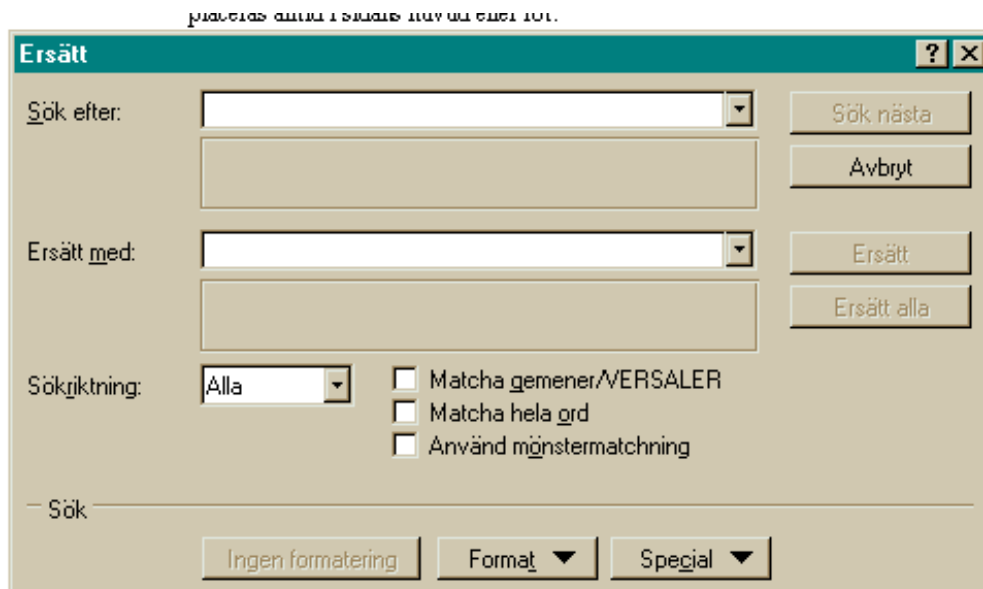 Ersätt
Sök efter:
Sök nästa
Avbryt
Ersätt med:
Ersätt
Ersätt alla
Sökriktning: Alla
Matcha gemener/VERSALER
Matcha hela ord
Använd mönstermatchning
Sök
Ingen formatering Format Special